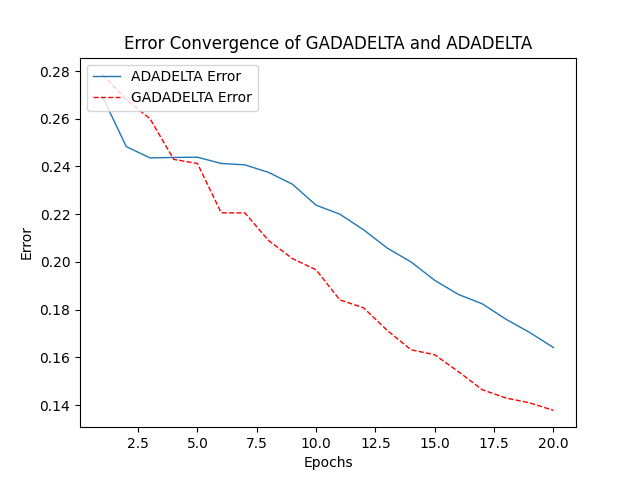 Error Convergence of GADADELTA and ADADELTA
ADADELTA Error
GADADELTA Error
0.28
0.26
0.24
0.22
0.20
0.18
0.16
0.14
Error
2.5 5.0 7.5 10.0 12.5 15.0 17.5 20.0
Epochs